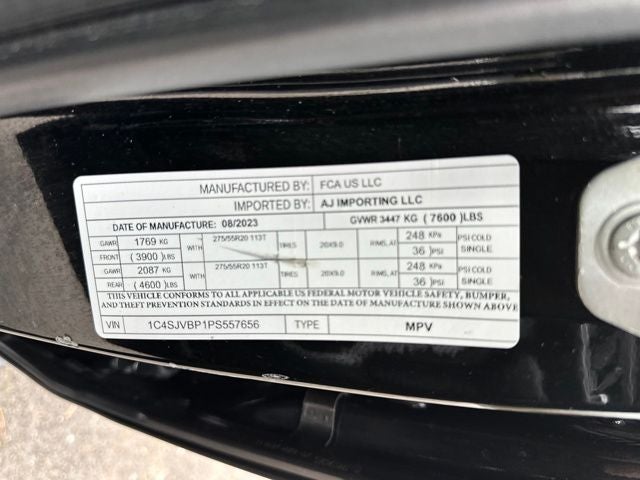 MANUFACTURED BY: FCA US LLC
IMPORTED BY: AJ IMPORTING LLC
DATE OF MANUFACTURE: 08/2023 GVWR 3447 KG ( 7600 )LBS
GAWR 1769 KG WITH 275/55R20 113T TIRES 20X9.0 RIMS, AT 248 KPa PSI COLD
FRONT ( 3900 )LBS 36 )PSI SINGLE
GAWR 2087 KG WITH 275/55R20 113T TIRES 20X9.0 RIMS, AT 248 KPa PSI COLD
REAR ( 4600 )LBS 36 )PSI SINGLE
THIS VEHICLE CONFORMS TO ALL APPLICABLE US FEDERAL MOTOR VEHICLE SAFETY, BUMPER,
AND THEFT PREVENTION STANDARDS IN EFFECT ON THE DATE OF MANUFACTURE SHOWN ABOVE
VIN 1C4SJVBP1PS557656 TYPE MPV